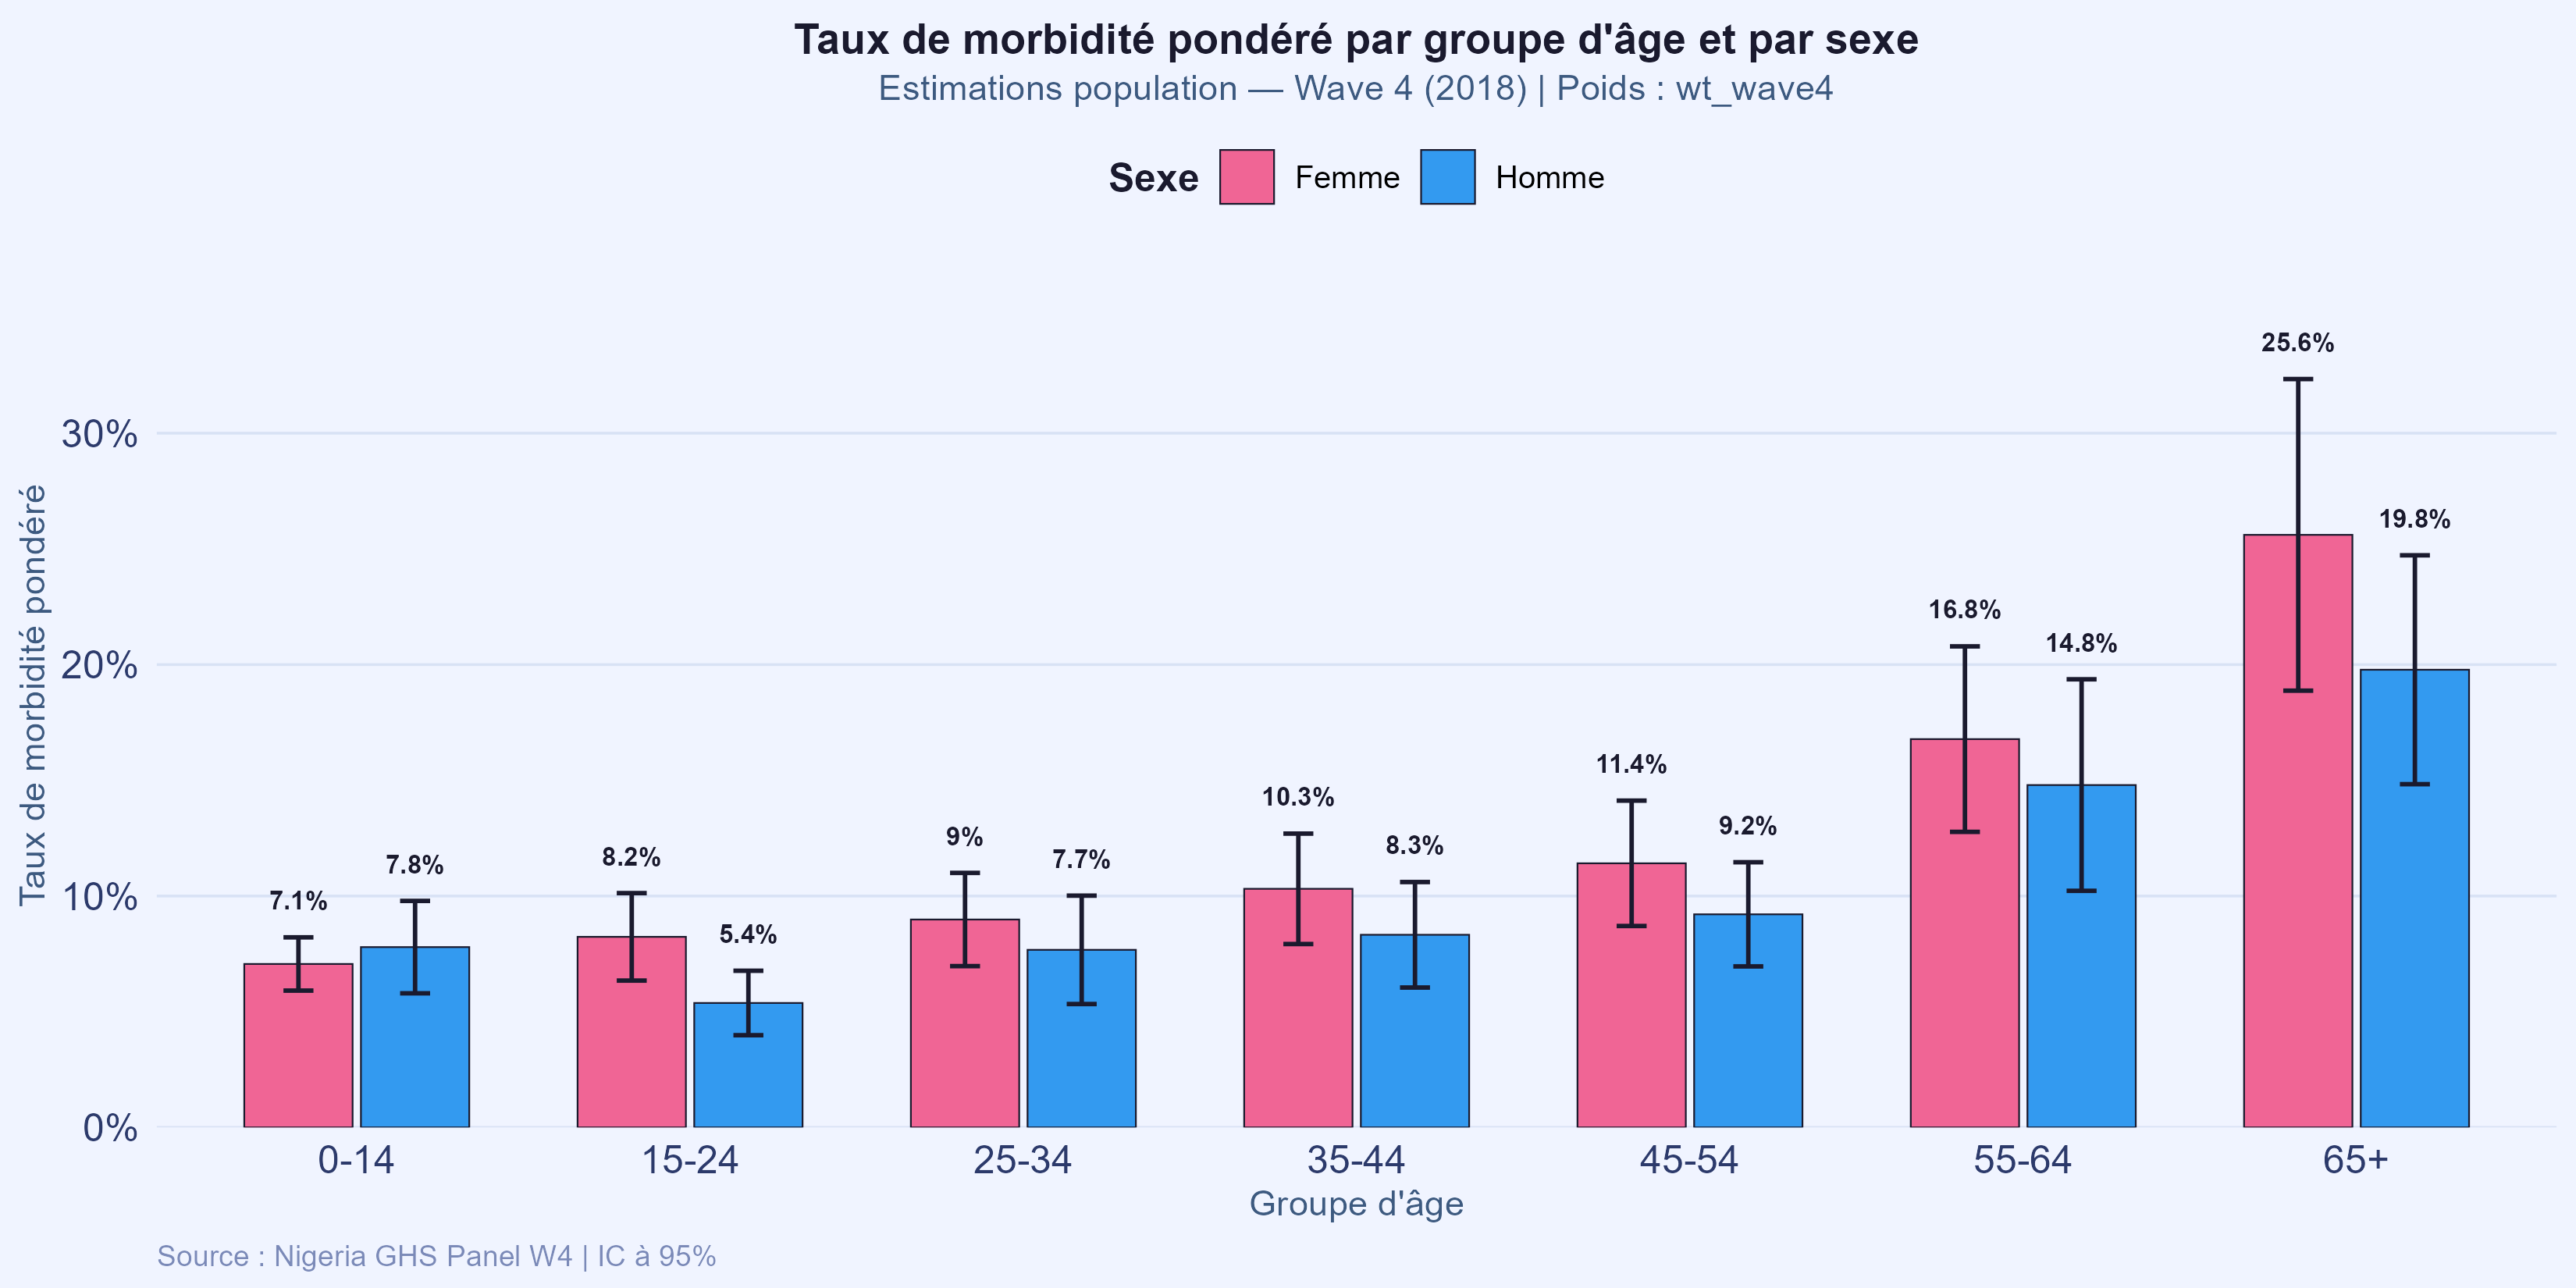 Taux de morbidité pondéré par groupe d'âge et par sexe
Estimations population — Wave 4 (2018) | Poids : wt_wave4
Sexe Femme Homme
Taux de morbidité pondéré
30%
20%
10%
0%
7.1%
7.8%
8.2%
5.4%
9%
7.7%
10.3%
8.3%
11.4%
9.2%
16.8%
14.8%
25.6%
19.8%
0-14 15-24 25-34 35-44 45-54 55-64 65+
Groupe d'âge
Source : Nigeria GHS Panel W4 | IC à 95%